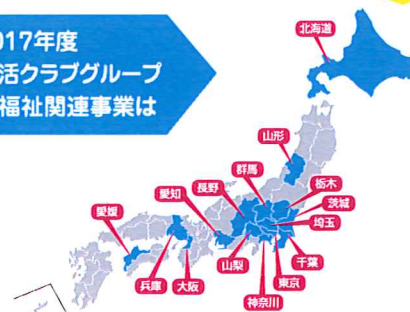 2017年度
活クラブグループ
福祉関連事業は
北海道
山形
群馬
栃木
長野
茨城
愛知
埼玉
愛媛
千葉
山梨
東京
兵庫
大阪
神奈川